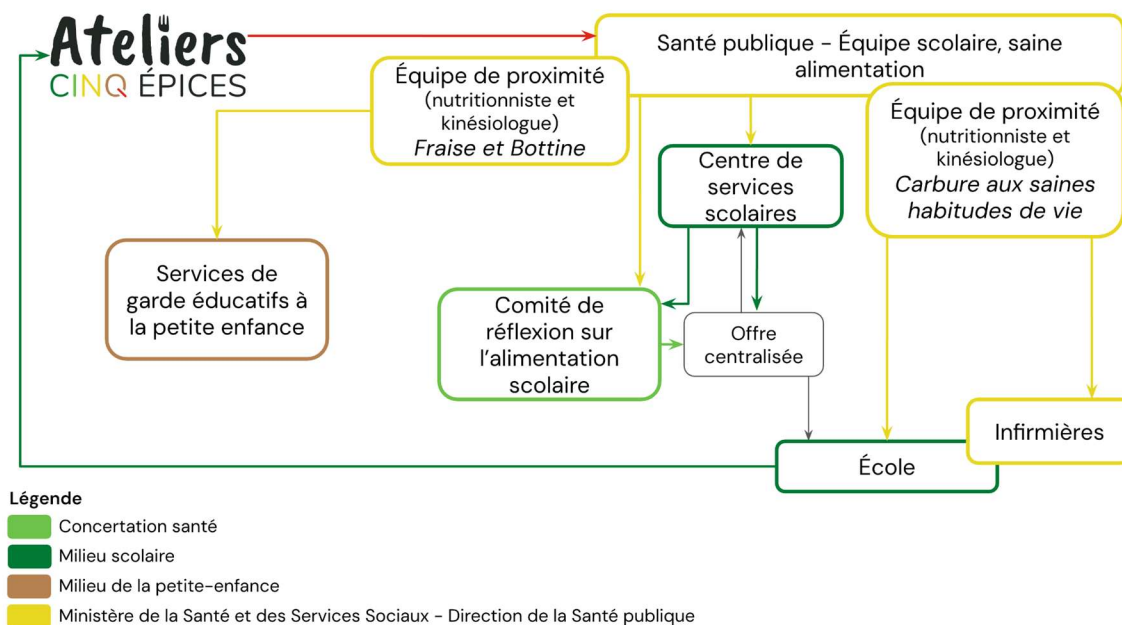 Ateliers
CINQ ÉPICES
Santé publique - Équipe scolaire, saine
alimentation
Équipe de proximité
(nutritionniste et
kinésiologue)
Fraise et Bottine
Équipe de proximité
(nutritionniste et
kinésiologue)
Carbure aux saines
habitudes de vie
Centre de
services
scolaires
Services de
garde éducatifs à
la petite enfance
Comité de
réflexion sur
l'alimentation
scolaire
Offre
centralisée
Infirmières
École
Légende
Concertation santé
Milieu scolaire
Milieu de la petite-enfance
Ministère de la Santé et des Services Sociaux - Direction de la Santé publique